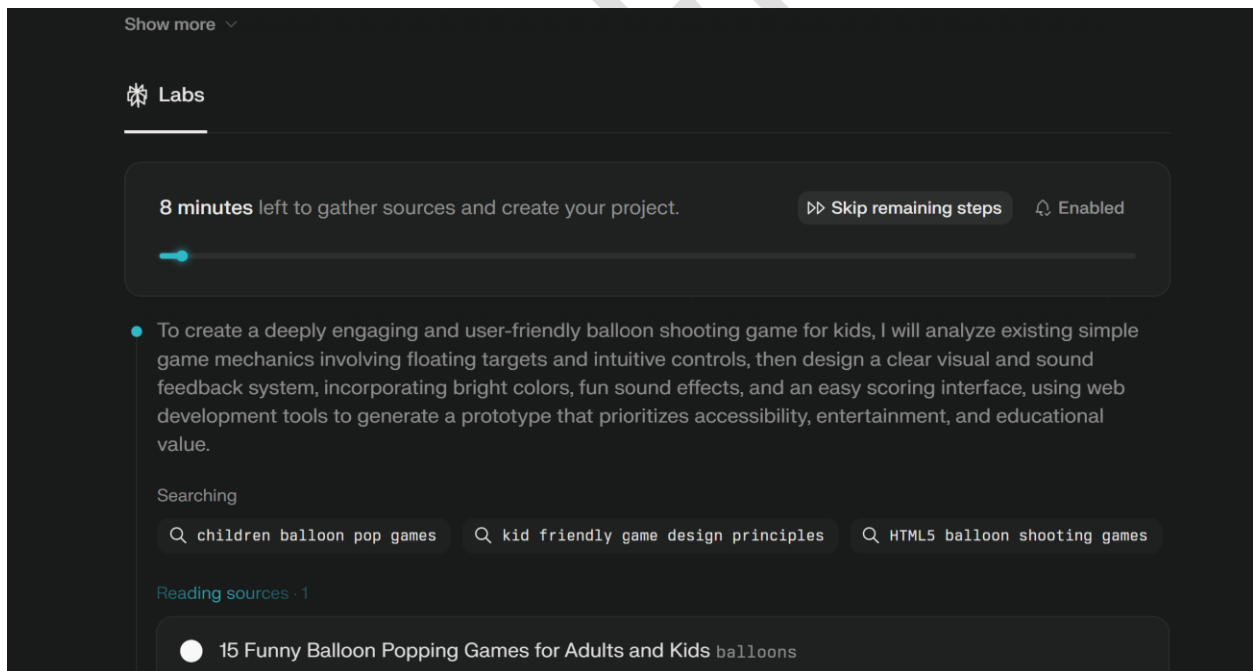 Show more
Labs
8 minutes left to gather sources and create your project.
Skip remaining steps
Enabled
To create a deeply engaging and user-friendly balloon shooting game for kids, I will analyze existing simple
game mechanics involving floating targets and intuitive controls, then design a clear visual and sound
feedback system, incorporating bright colors, fun sound effects, and an easy scoring interface, using web
development tools to generate a prototype that prioritizes accessibility, entertainment, and educational
value.
Searching
children balloon pop games
kid friendly game design principles
HTML5 balloon shooting games
Reading sources · 1
15 Funny Balloon Popping Games for Adults and Kids balloons